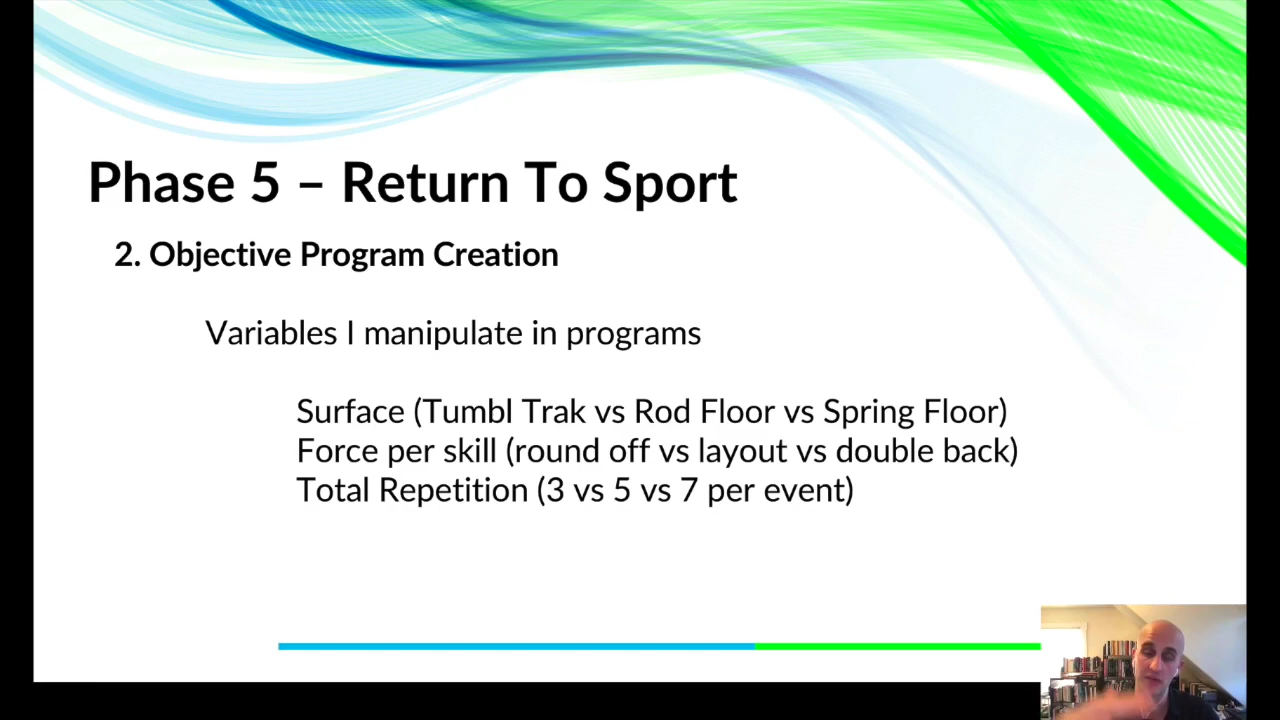 Phase 5 – Return To Sport
2. Objective Program Creation
Variables I manipulate in programs
Surface (Tumbl Trak vs Rod Floor vs Spring Floor)
Force per skill (round off vs layout vs double back)
Total Repetition (3 vs 5 vs 7 per event)